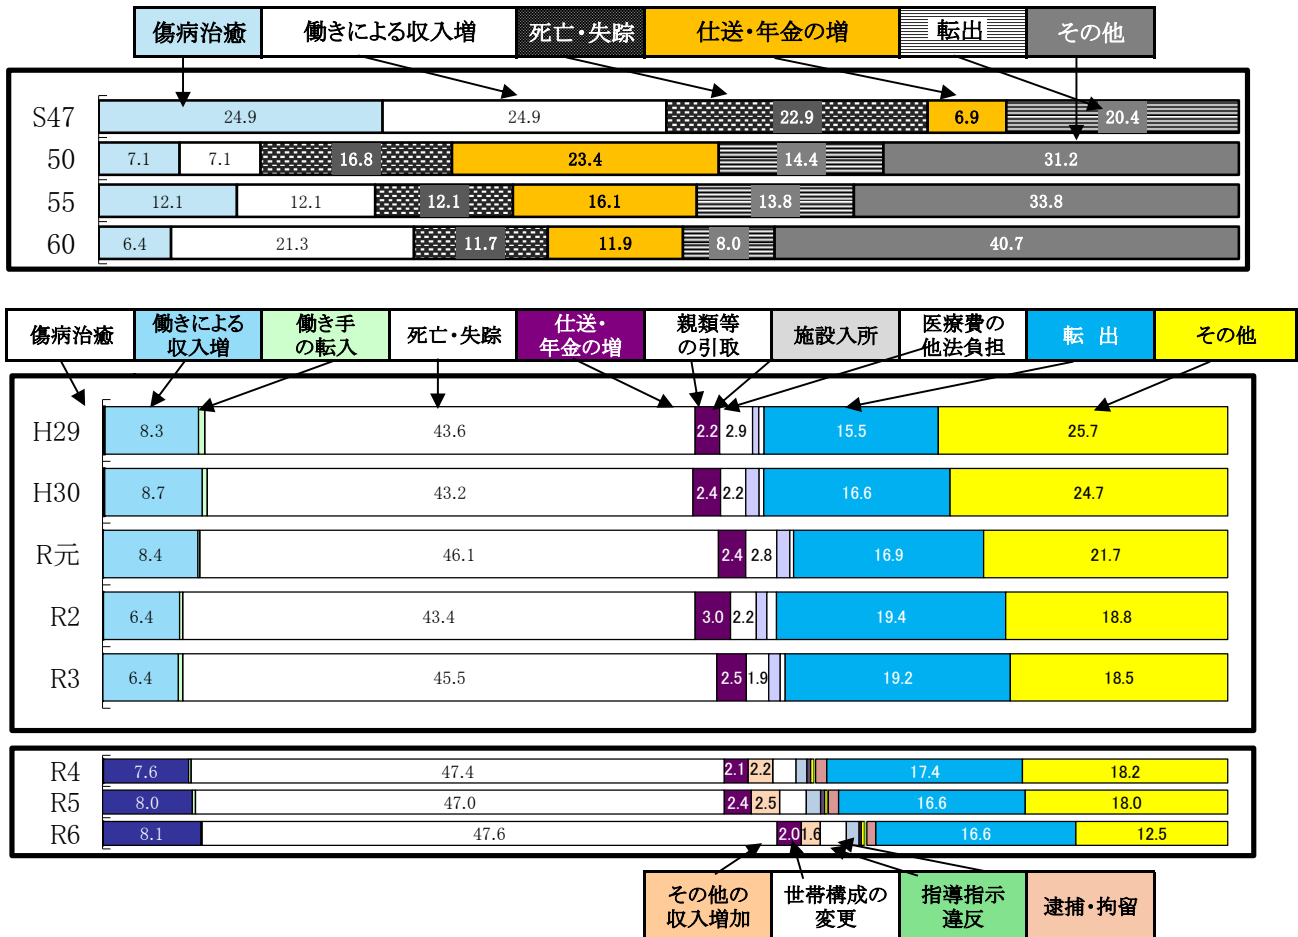 傷病治癒 働きによる収入増 死亡・失踪 仕送・年金の増 転出 その他
S47 24.9 24.9 22.9 6.9 20.4
50 7.1 7.1 16.8 23.4 14.4 31.2
55 12.1 12.1 12.1 16.1 13.8 33.8
60 6.4 21.3 11.7 11.9 8.0 40.7
傷病治癒
働きによる
収入増
働き手
の転入
死亡・失踪
仕送・
年金の増
親類等
の引取
施設入所
医療費の
他法負担
転 出
その他
H29 8.3 43.6 2.2 2.9 15.5 25.7
H30 8.7 43.2 2.4 2.2 16.6 24.7
R元 8.4 46.1 2.4 2.8 16.9 21.7
R2 6.4 43.4 3.0 2.2 19.4 18.8
R3 6.4 45.5 2.5 1.9 19.2 18.5
R4 7.6 47.4 2.1 2.2 17.4 18.2
R5 8.0 47.0 2.4 2.5 16.6 18.0
R6 8.1 47.6 2.0 1.6 16.6 12.5
その他の
収入増加
世帯構成の
変更
指導指示
違反
逮捕・拘留